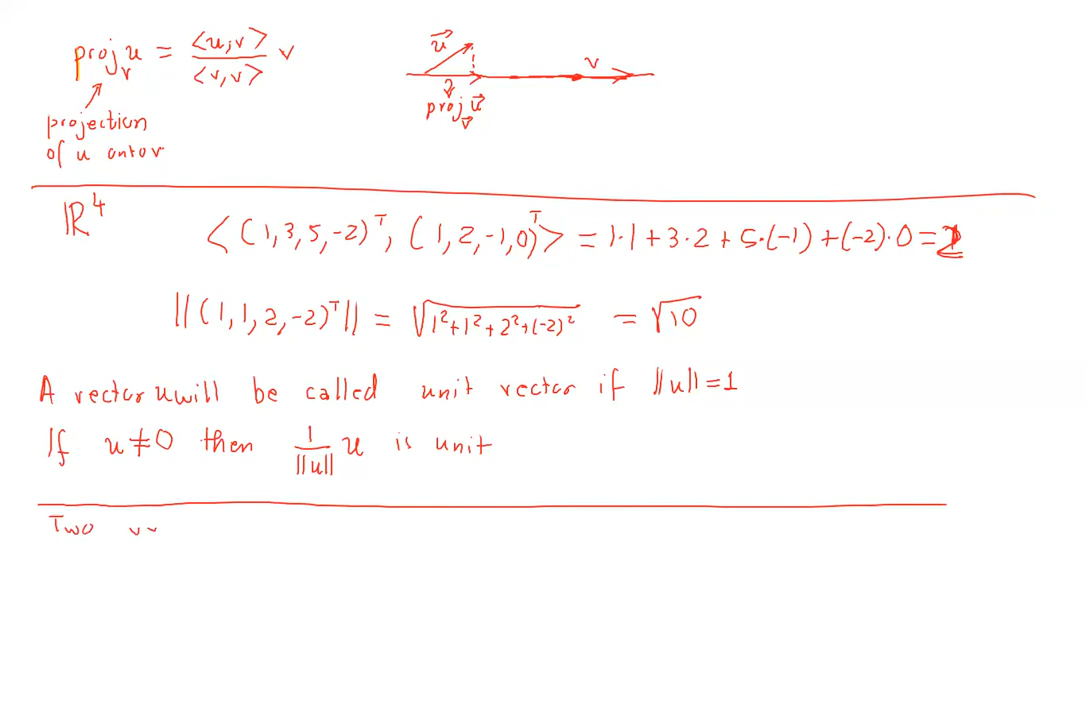 proj_v u = <u,v> / <v,v> v
projection
of u onto v
u⃗
v
proj_v⃗ u⃗
ℝ⁴
< (1,3,5,-2)ᵀ, (1,2,-1,0)ᵀ > = 1·1 + 3·2 + 5·(-1) + (-2)·0 = 2
||(1,1,2,-2)ᵀ|| = √(1²+1²+2²+(-2)²) = √10
A vector u will be called unit vector if ||u||=1
If u≠0 then 1/||u|| u is unit
Two